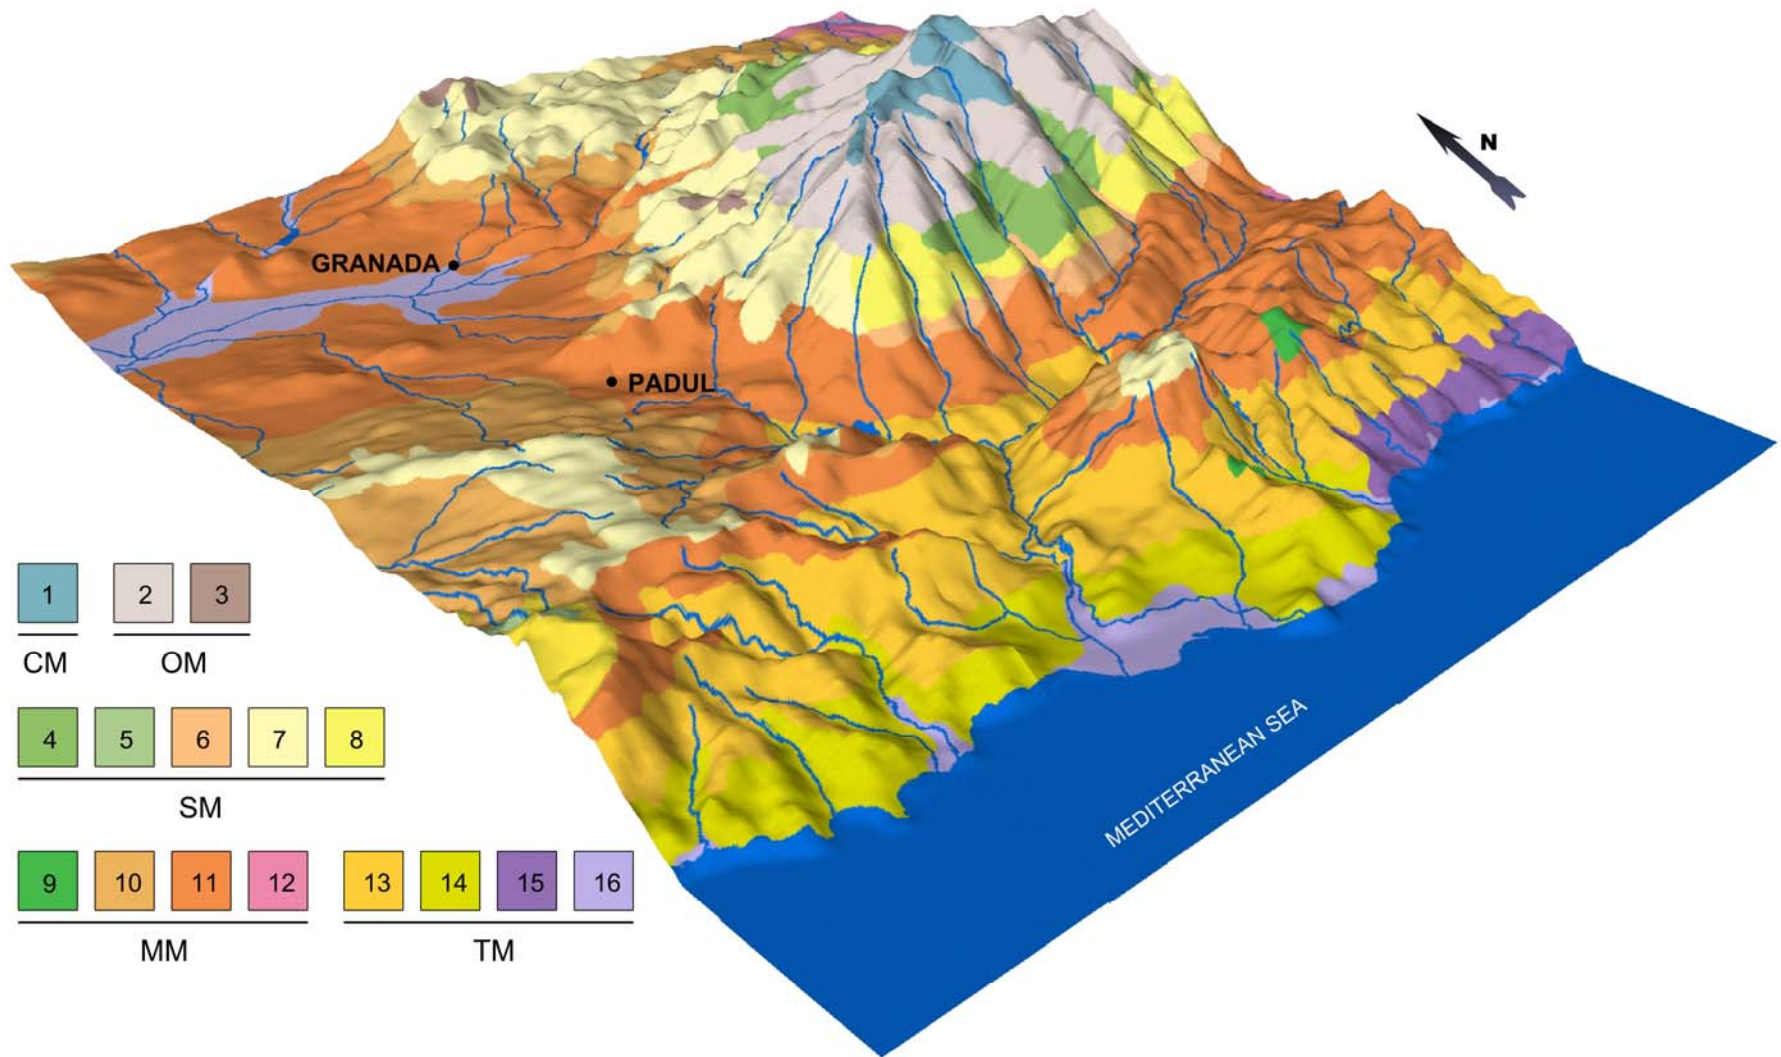 N
GRANADA
PADUL
MEDITERRANEAN SEA
1 2 3
CM OM
4 5 6 7 8
SM
9 10 11 12 13 14 15 16
MM TM